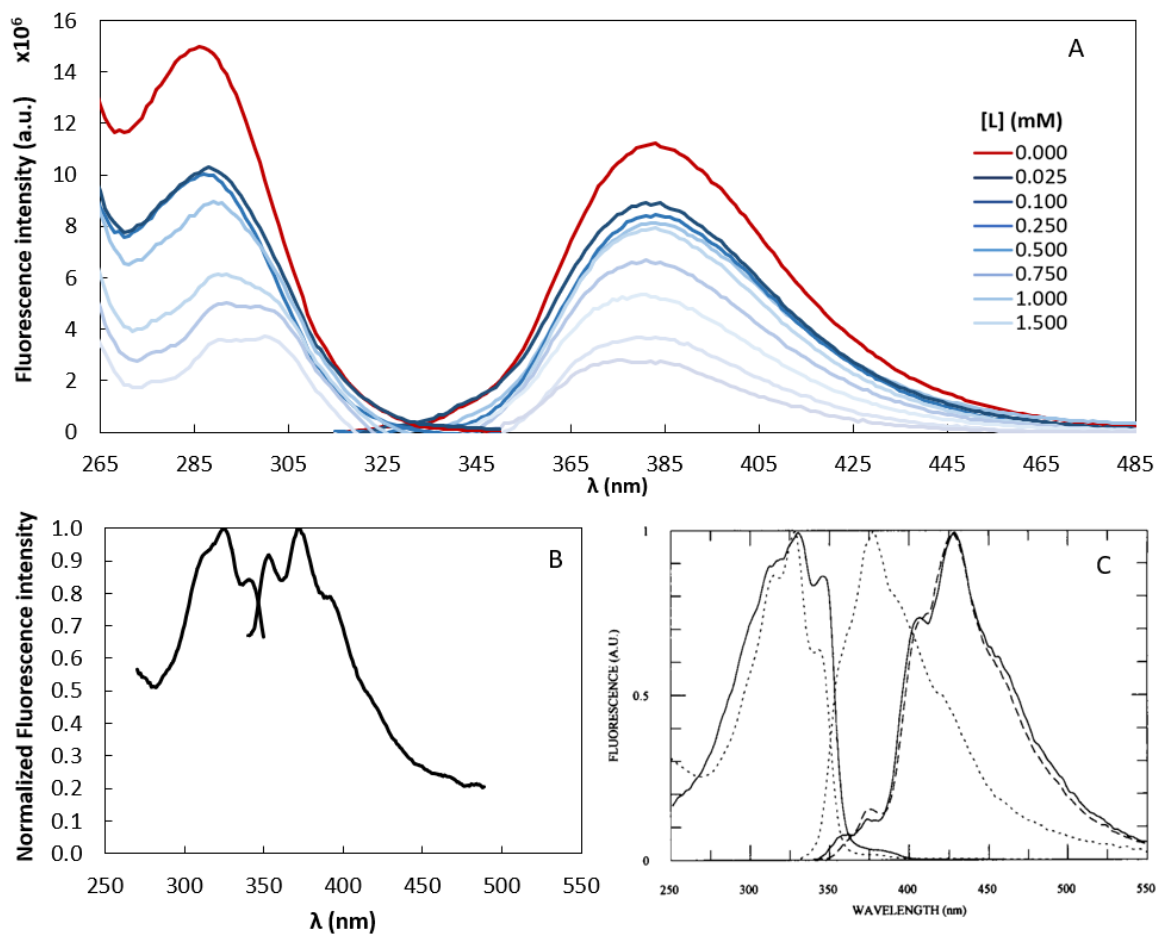 Fluorescence intensity (a.u.) x10⁶
16
14
12
10
8
6
4
2
0
A
[L] (mM)
0.000
0.025
0.100
0.250
0.500
0.750
1.000
1.500
265 285 305 325 345 365 385 405 425 445 465 485
λ (nm)
Normalized Fluorescence intensity
1.0
0.9
0.8
0.7
0.6
0.5
0.4
0.3
0.2
0.1
0.0
B
250 300 350 400 450 500 550
λ (nm)
FLUORESCENCE (A.U.)
1
0.5
0
C
250 300 350 400 450 500 550
WAVELENGTH (nm)